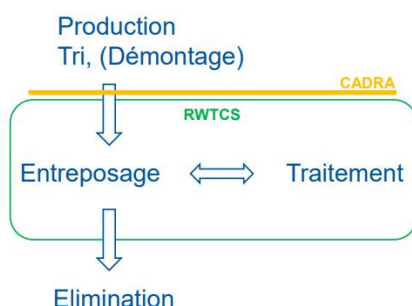 Production
Tri, (Démontage)
CADRA
RWTCS
Entreposage
Traitement
Elimination